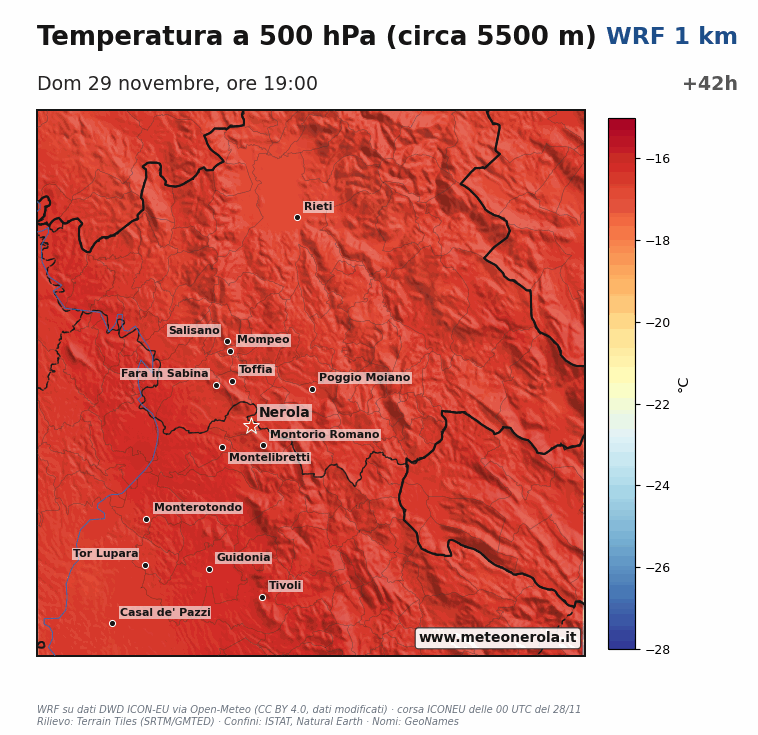 Temperatura a 500 hPa (circa 5500 m) WRF 1 km
Dom 29 novembre, ore 19:00 +42h
Rieti
Salisano
Mompeo
Fara in Sabina
Toffia
Poggio Moiano
Nerola
Montorio Romano
Montelibretti
Monterotondo
Tor Lupara
Guidonia
Tivoli
Casal de' Pazzi
www.meteonerola.it
−16
−18
−20
−22
−24
−26
−28
°C
WRF su dati DWD ICON-EU via Open-Meteo (CC BY 4.0, dati modificati) · corsa ICONEU delle 00 UTC del 28/11
Rilievo: Terrain Tiles (SRTM/GMTED) · Confini: ISTAT, Natural Earth · Nomi: GeoNames